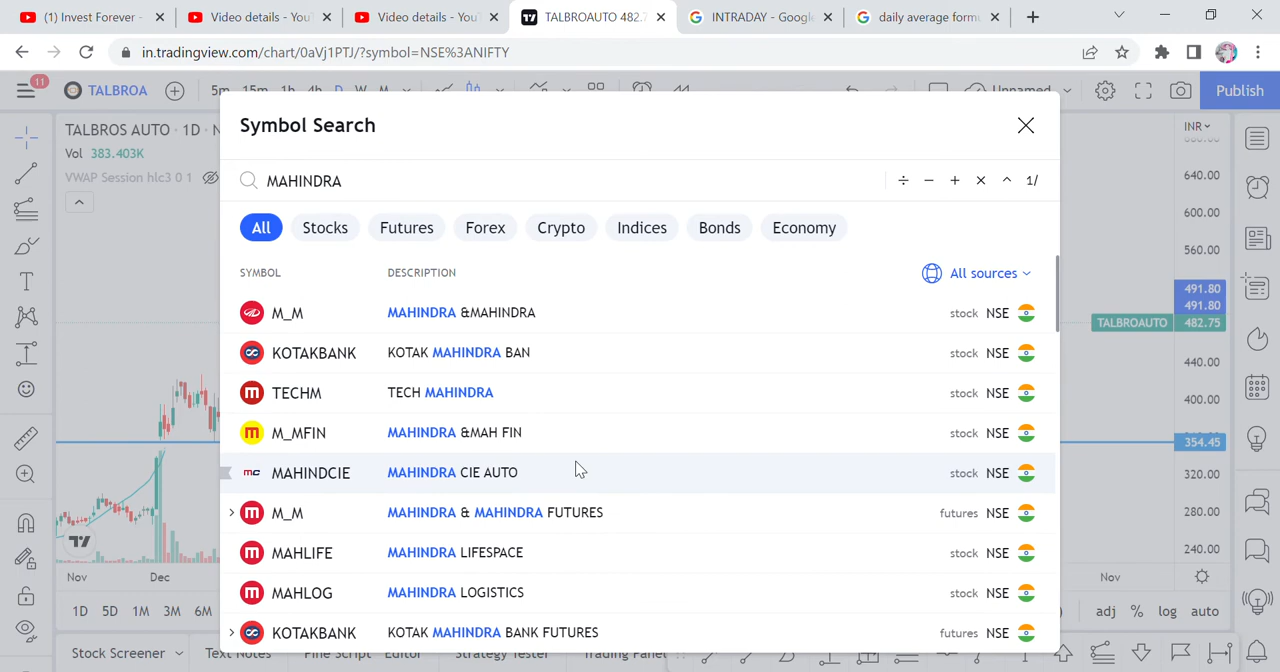 (1) Invest Forever -
Video details - YouT
Video details - YouT
TALBROAUTO 482.7
INTRADAY - Google
daily average form
in.tradingview.com/chart/0aVj1PTJ/?symbol=NSE%3ANIFTY
11
TALBROA
5m 15m 1h 4h D W M
Unnamed
Publish
TALBROS AUTO · 1D · N
Vol 383.403K
VWAP Session hlc3 0 1
Symbol Search
MAHINDRA
1/
All Stocks Futures Forex Crypto Indices Bonds Economy
SYMBOL DESCRIPTION All sources
M_M MAHINDRA &MAHINDRA stock NSE
KOTAKBANK KOTAK MAHINDRA BAN stock NSE
TECHM TECH MAHINDRA stock NSE
M_MFIN MAHINDRA &MAH FIN stock NSE
MAHINDCIE MAHINDRA CIE AUTO stock NSE
M_M MAHINDRA & MAHINDRA FUTURES futures NSE
MAHLIFE MAHINDRA LIFESPACE stock NSE
MAHLOG MAHINDRA LOGISTICS stock NSE
KOTAKBANK KOTAK MAHINDRA BANK FUTURES futures NSE
INR
680.00
640.00
600.00
560.00
491.80
491.80
TALBROAUTO 482.75
440.00
400.00
354.45
320.00
280.00
240.00
Nov Dec Nov
1D 5D 1M 3M 6M
adj % log auto
Stock Screener Text Notes Pine Script Editor Strategy Tester Trading Panel